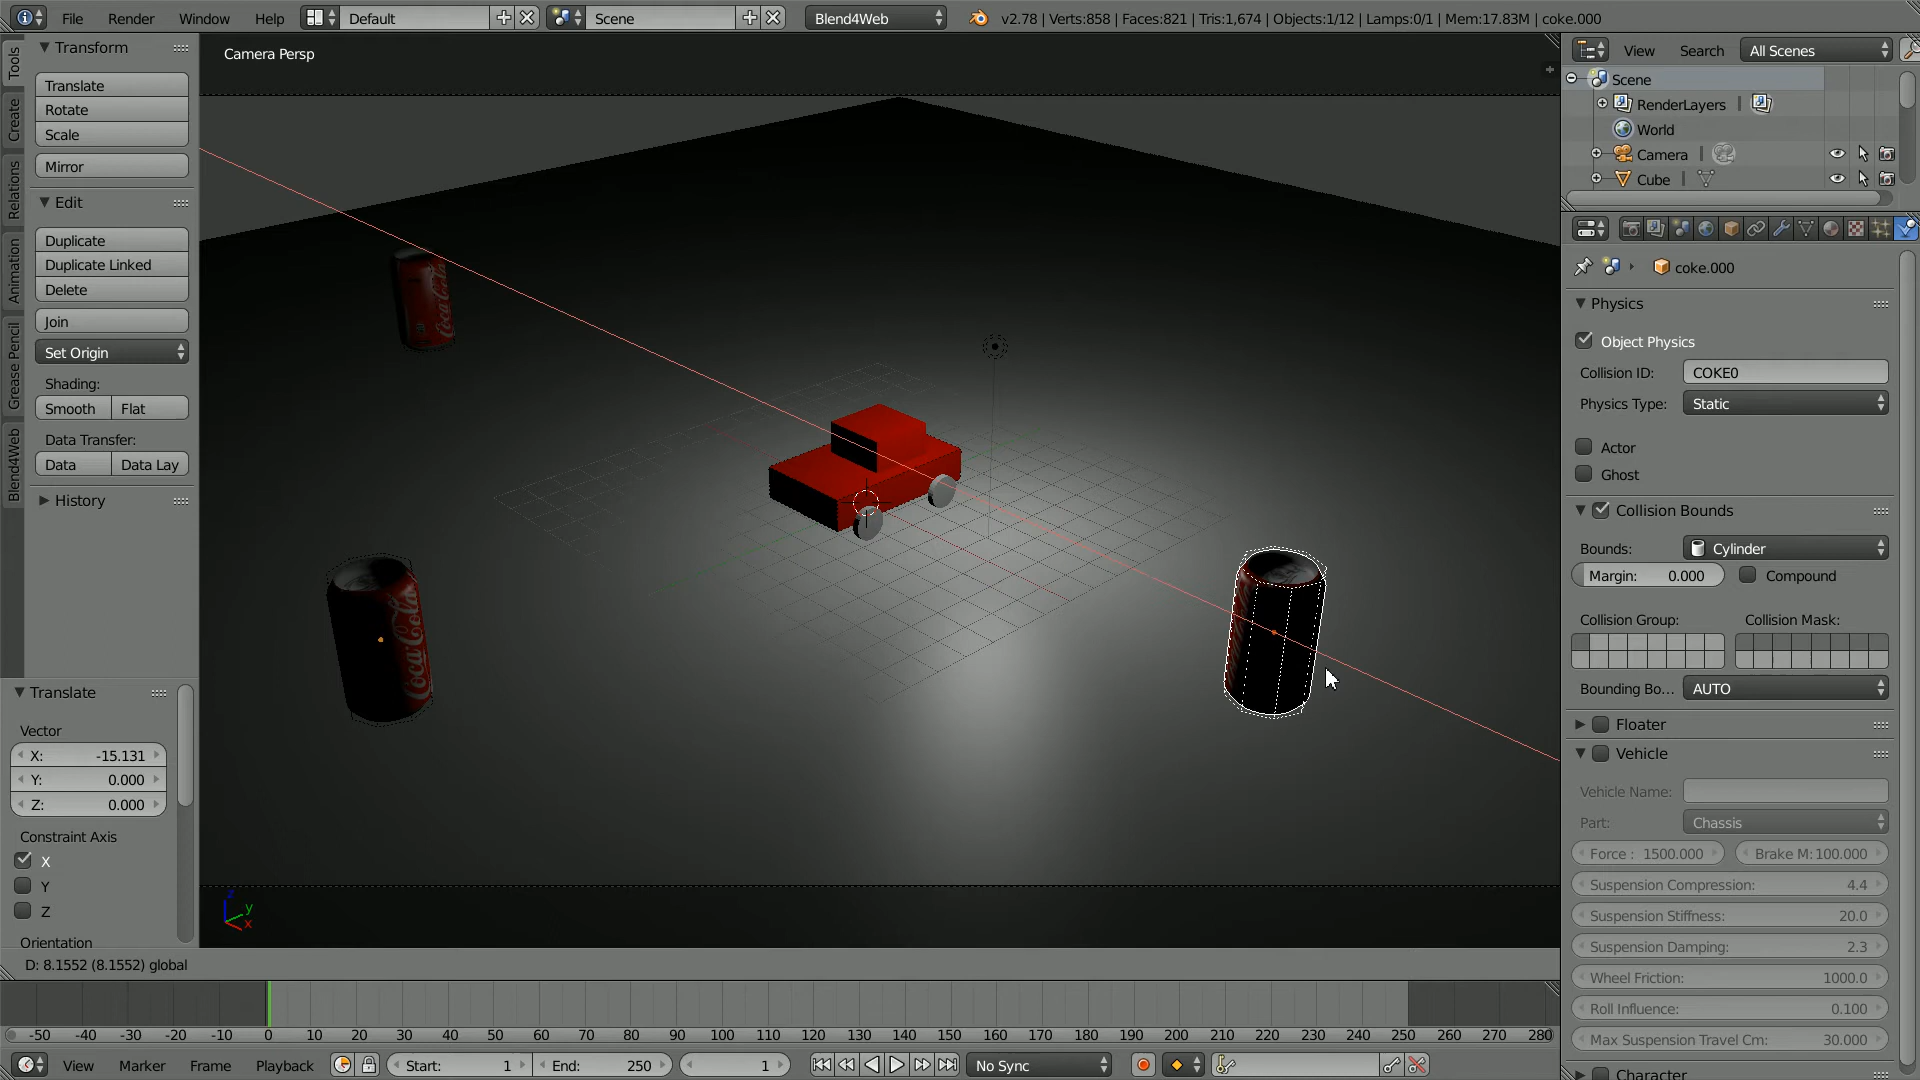 File Render Window Help Default Scene Blend4Web v2.78 | Verts:858 | Faces:821 | Tris:1,674 | Objects:1/12 | Lamps:0/1 | Mem:17.83M | coke.000
Tools
Create
Relations
Animation
Grease Pencil
Blend4Web
Transform
Translate
Rotate
Scale
Mirror
Edit
Duplicate
Duplicate Linked
Delete
Join
Set Origin
Shading:
Smooth Flat
Data Transfer:
Data Data Lay
History
Translate
Vector
X: -15.131
Y: 0.000
Z: 0.000
Constraint Axis
X
Y
Z
Orientation
Camera Persp
Coca-Cola
Coca-Cola
z
y
x
D: 8.1552 (8.1552) global
View Search All Scenes
Scene
RenderLayers
World
Camera
Cube
coke.000
Physics
Object Physics
Collision ID: COKE0
Physics Type: Static
Actor
Ghost
Collision Bounds
Bounds: Cylinder
Margin: 0.000 Compound
Collision Group: Collision Mask:
Bounding Bo... AUTO
Floater
Vehicle
Vehicle Name:
Part: Chassis
Force : 1500.000 Brake M: 100.000
Suspension Compression: 4.4
Suspension Stiffness: 20.0
Suspension Damping: 2.3
Wheel Friction: 1000.0
Roll Influence: 0.100
Max Suspension Travel Cm: 30.000
Character
-50 -40 -30 -20 -10 0 10 20 30 40 50 60 70 80 90 100 110 120 130 140 150 160 170 180 190 200 210 220 230 240 250 260 270 280
View Marker Frame Playback Start: 1 End: 250 1 No Sync